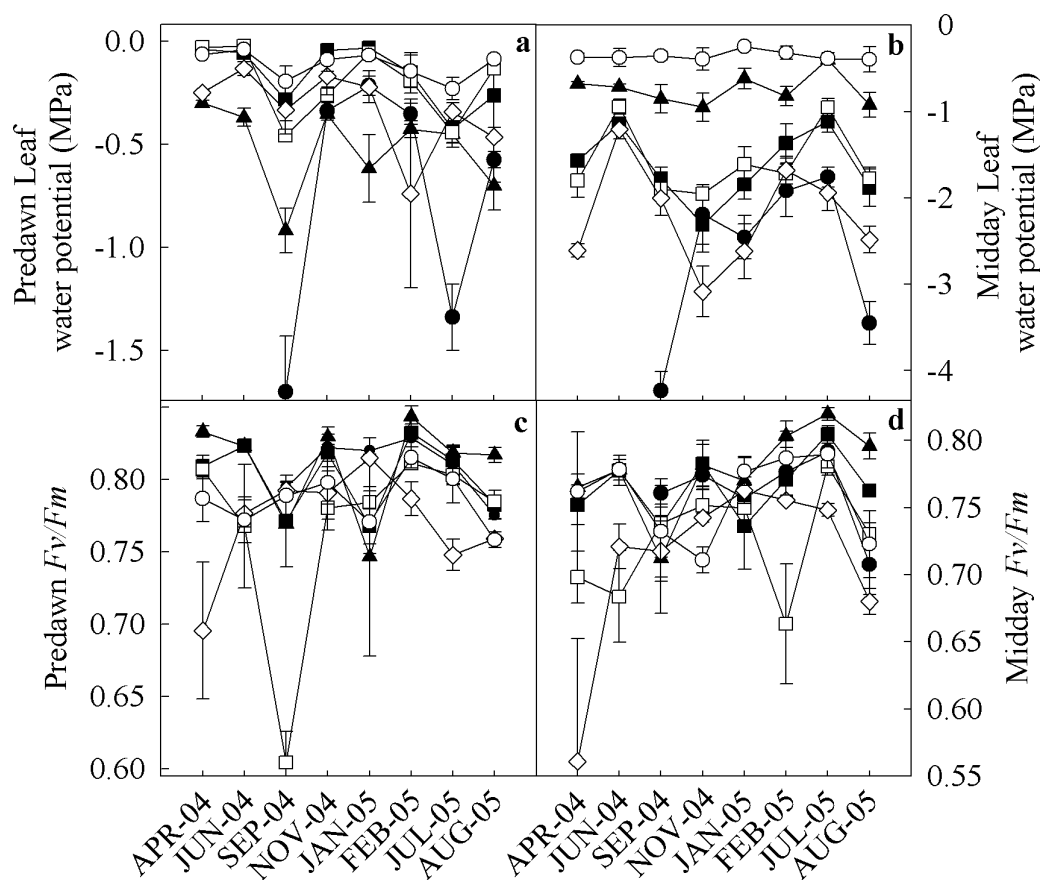 Predawn Leaf
water potential (MPa)
0.0
-0.5
-1.0
-1.5
a
b
0
-1
-2
-3
-4
Midday Leaf
water potential (MPa)
Predawn Fv/Fm
0.80
0.75
0.70
0.65
0.60
c
d
0.80
0.75
0.70
0.65
0.60
0.55
Midday Fv/Fm
APR-04
JUN-04
SEP-04
NOV-04
JAN-05
FEB-05
JUL-05
AUG-05
APR-04
JUN-04
SEP-04
NOV-04
JAN-05
FEB-05
JUL-05
AUG-05